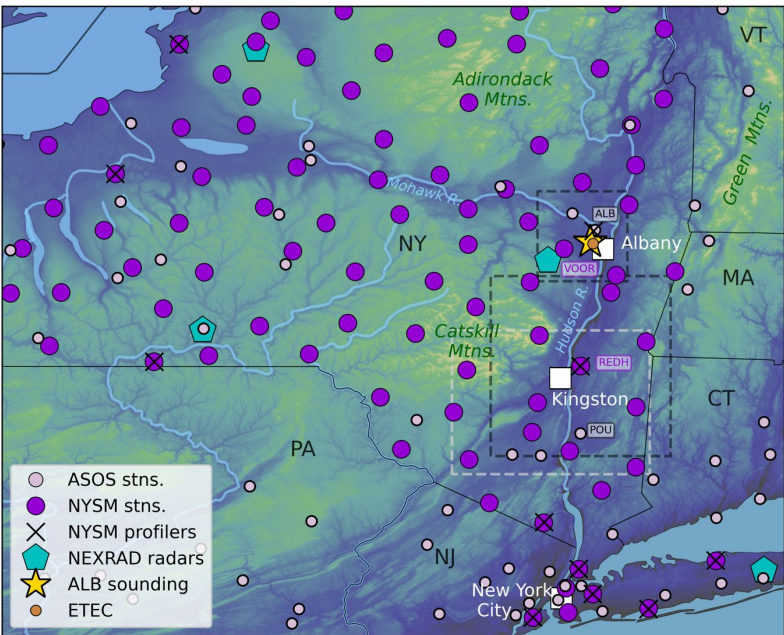 VT
Adirondack
Mtns.
Green Mtns.
Mohawk R.
ALB
NY
Albany
VOOR
MA
Hudson R.
Catskill
Mtns.
REDH
Kingston
CT
POU
PA
ASOS stns.
NYSM stns.
NYSM profilers
NEXRAD radars
ALB sounding
ETEC
NJ
New York
City